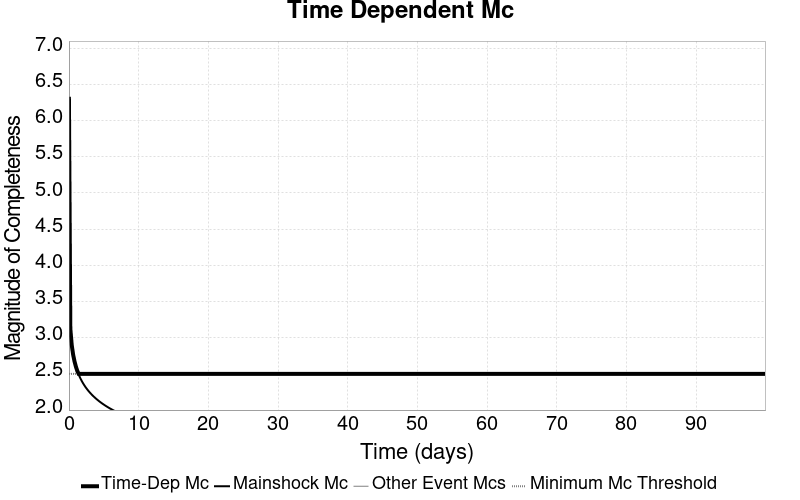 Time Dependent Mc
Magnitude of Completeness
7.0
6.5
6.0
5.5
5.0
4.5
4.0
3.5
3.0
2.5
2.0
0 10 20 30 40 50 60 70 80 90
Time (days)
Time-Dep Mc Mainshock Mc Other Event Mcs Minimum Mc Threshold